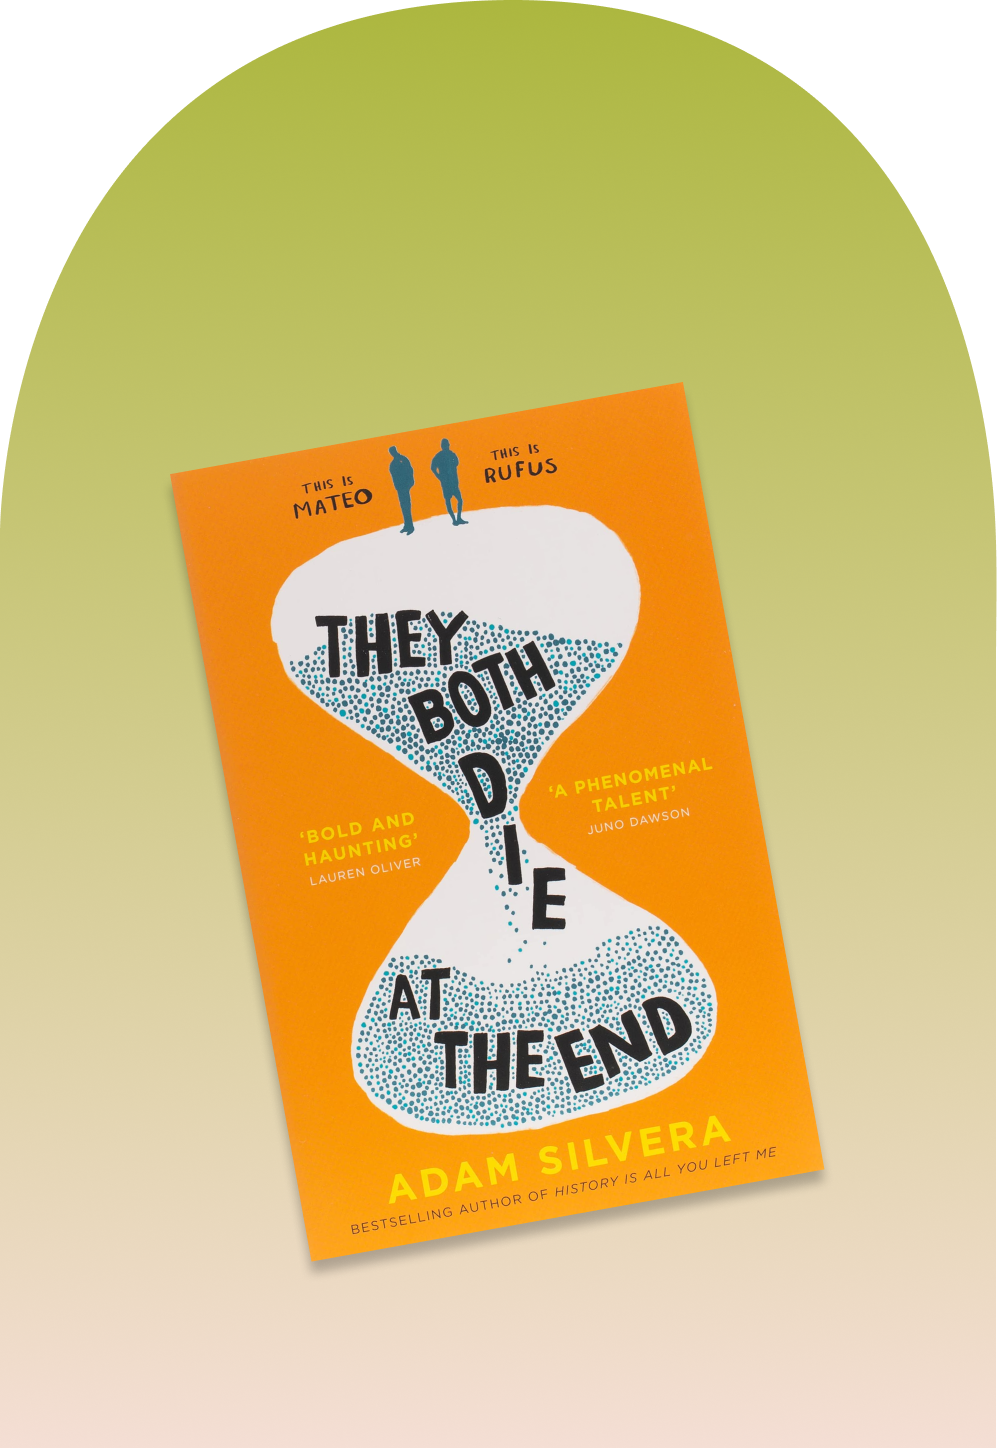 THIS IS
MATEO
THIS IS
RUFUS
THEY
BOTH
D
I
E
AT
THE END
'BOLD AND
HAUNTING'
LAUREN OLIVER
'A PHENOMENAL
TALENT'
JUNO DAWSON
ADAM SILVERA
BESTSELLING AUTHOR OF HISTORY IS ALL YOU LEFT ME